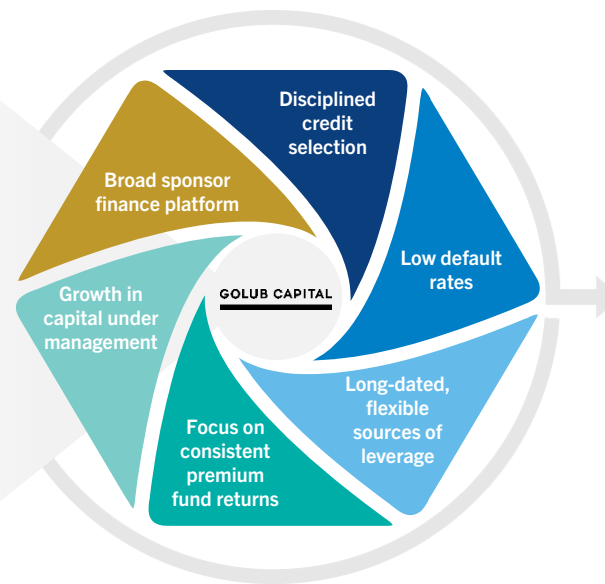 Disciplined
credit
selection
Low default
rates
Long-dated,
flexible
sources of
leverage
Focus on
consistent
premium
fund returns
Growth in
capital under
management
Broad sponsor
finance platform
GOLUB CAPITAL